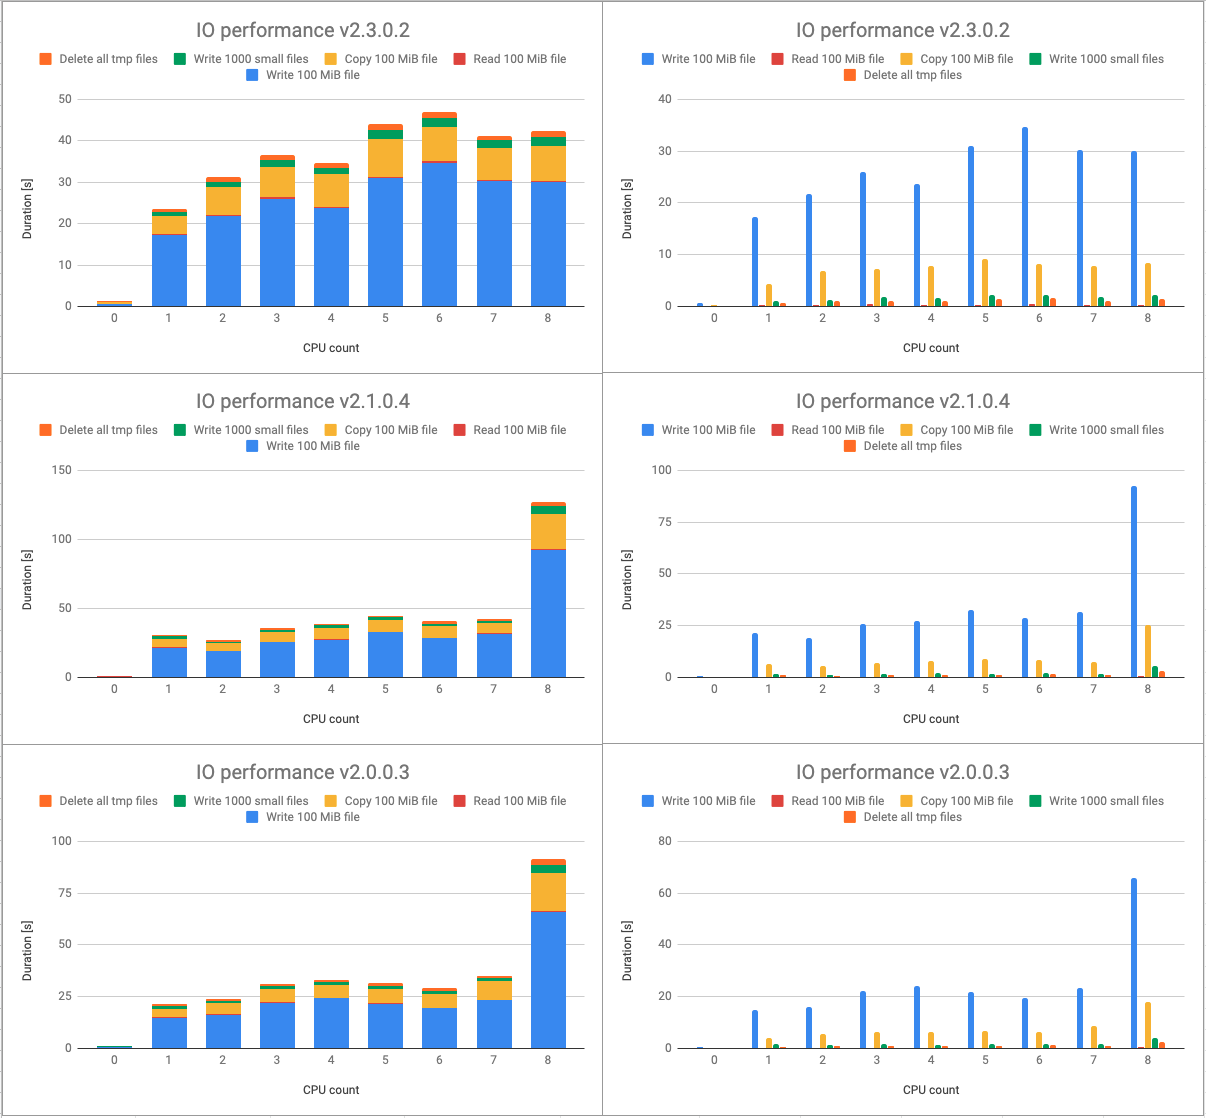 IO performance v2.3.0.2
Delete all tmp files Write 1000 small files Copy 100 MiB file Read 100 MiB file
Write 100 MiB file
50
40
30
20
10
0
Duration [s]
0 1 2 3 4 5 6 7 8
CPU count
IO performance v2.3.0.2
Write 100 MiB file Read 100 MiB file Copy 100 MiB file Write 1000 small files
Delete all tmp files
40
30
20
10
0
Duration [s]
0 1 2 3 4 5 6 7 8
CPU count
IO performance v2.1.0.4
Delete all tmp files Write 1000 small files Copy 100 MiB file Read 100 MiB file
Write 100 MiB file
150
100
50
0
Duration [s]
0 1 2 3 4 5 6 7 8
CPU count
IO performance v2.1.0.4
Write 100 MiB file Read 100 MiB file Copy 100 MiB file Write 1000 small files
Delete all tmp files
100
75
50
25
0
Duration [s]
0 1 2 3 4 5 6 7 8
CPU count
IO performance v2.0.0.3
Delete all tmp files Write 1000 small files Copy 100 MiB file Read 100 MiB file
Write 100 MiB file
100
75
50
25
0
Duration [s]
0 1 2 3 4 5 6 7 8
CPU count
IO performance v2.0.0.3
Write 100 MiB file Read 100 MiB file Copy 100 MiB file Write 1000 small files
Delete all tmp files
80
60
40
20
0
Duration [s]
0 1 2 3 4 5 6 7 8
CPU count